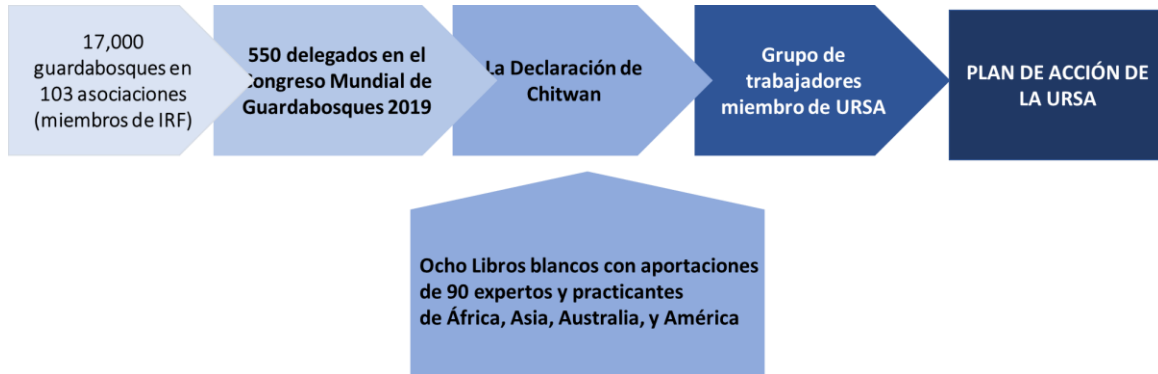 17,000
guardabosques en
103 asociaciones
(miembros de IRF)
550 delegados en el
Congreso Mundial de
Guardabosques 2019
La Declaración de
Chitwan
Grupo de
trabajadores
miembro de URSA
PLAN DE ACCIÓN DE
LA URSA
Ocho Libros blancos con aportaciones
de 90 expertos y practicantes
de África, Asia, Australia, y América